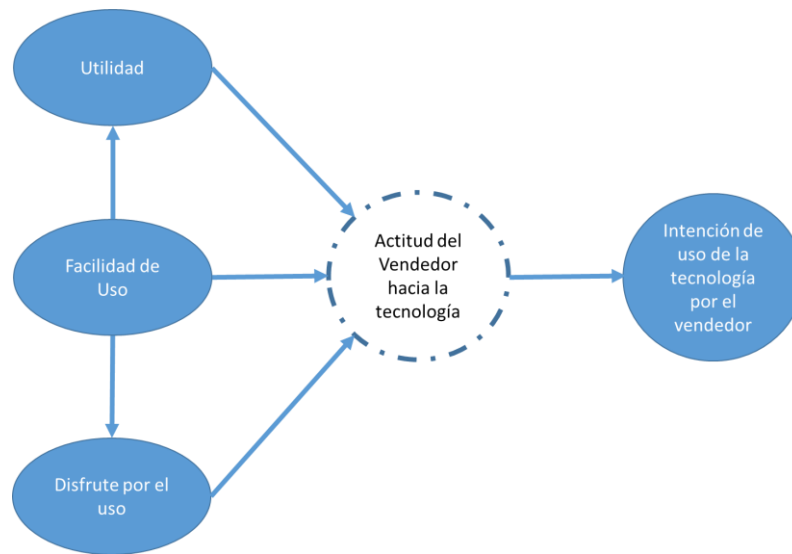 Utilidad
Facilidad de
Uso
Disfrute por el
uso
Actitud del
Vendedor
hacia la
tecnología
Intención de
uso de la
tecnología
por el
vendedor